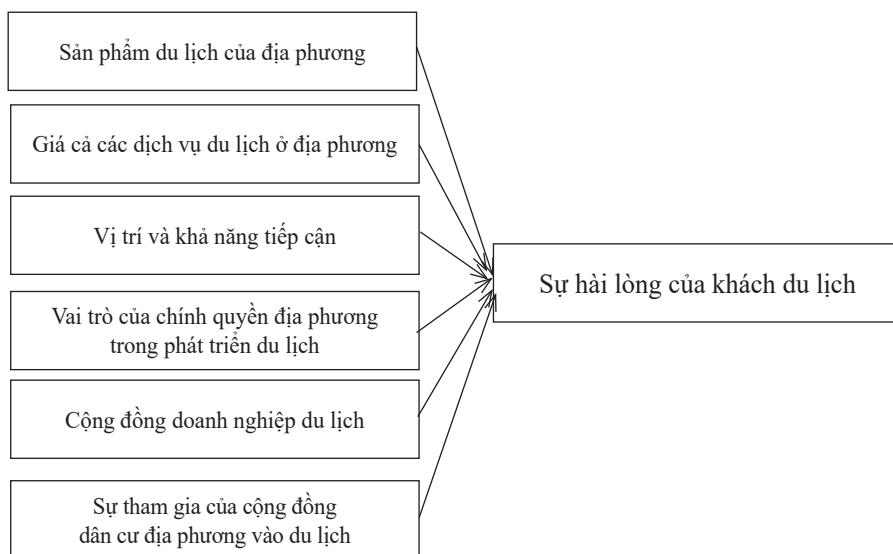 Sản phẩm du lịch của địa phương
Giá cả các dịch vụ du lịch ở địa phương
Vị trí và khả năng tiếp cận
Vai trò của chính quyền địa phương
trong phát triển du lịch
Cộng đồng doanh nghiệp du lịch
Sự tham gia của cộng đồng
dân cư địa phương vào du lịch
Sự hài lòng của khách du lịch